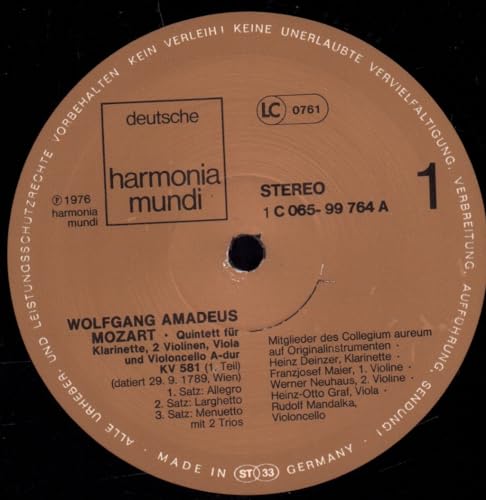 ALLE URHEBER- UND LEISTUNGSSCHUTZRECHTE VORBEHALTEN · KEIN VERLEIH! KEINE UNERLAUBTE VERVIELFÄLTIGUNG, VERBREITUNG, AUFFÜHRUNG, SENDUNG!
deutsche
harmonia
mundi
LC 0761
℗ 1976
harmonia
mundi
STEREO
1 C 065-99 764 A
1
WOLFGANG AMADEUS
MOZART · Quintett für
Klarinette, 2 Violinen, Viola
und Violoncello A-dur
KV 581 (1. Teil)
(datiert 29. 9. 1789, Wien)
1. Satz: Allegro
2. Satz: Larghetto
3. Satz: Menuetto
mit 2 Trios
Mitglieder des Collegium aureum
auf Originalinstrumenten ·
Heinz Deinzer, Klarinette ·
Franzjosef Maier, 1. Violine ·
Werner Neuhaus, 2. Violine ·
Heinz-Otto Graf, Viola ·
Rudolf Mandalka,
Violoncello
· MADE IN ST 33 GERMANY ·